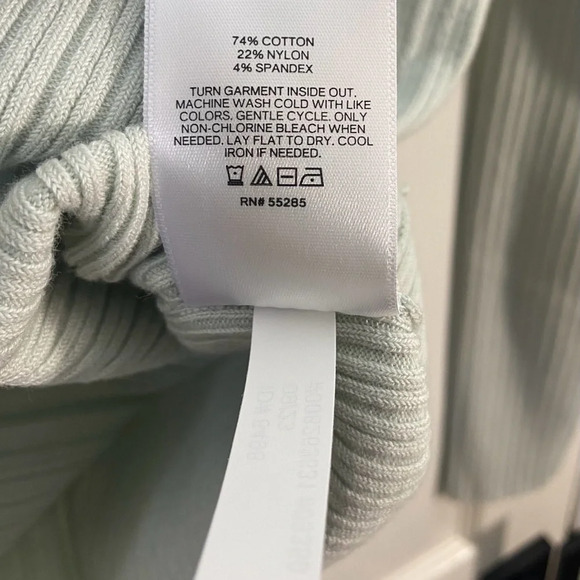 74% COTTON
22% NYLON
4% SPANDEX
TURN GARMENT INSIDE OUT.
MACHINE WASH COLD WITH LIKE
COLORS. GENTLE CYCLE. ONLY
NON-CHLORINE BLEACH WHEN
NEEDED. LAY FLAT TO DRY. COOL
IRON IF NEEDED.
RN# 55285